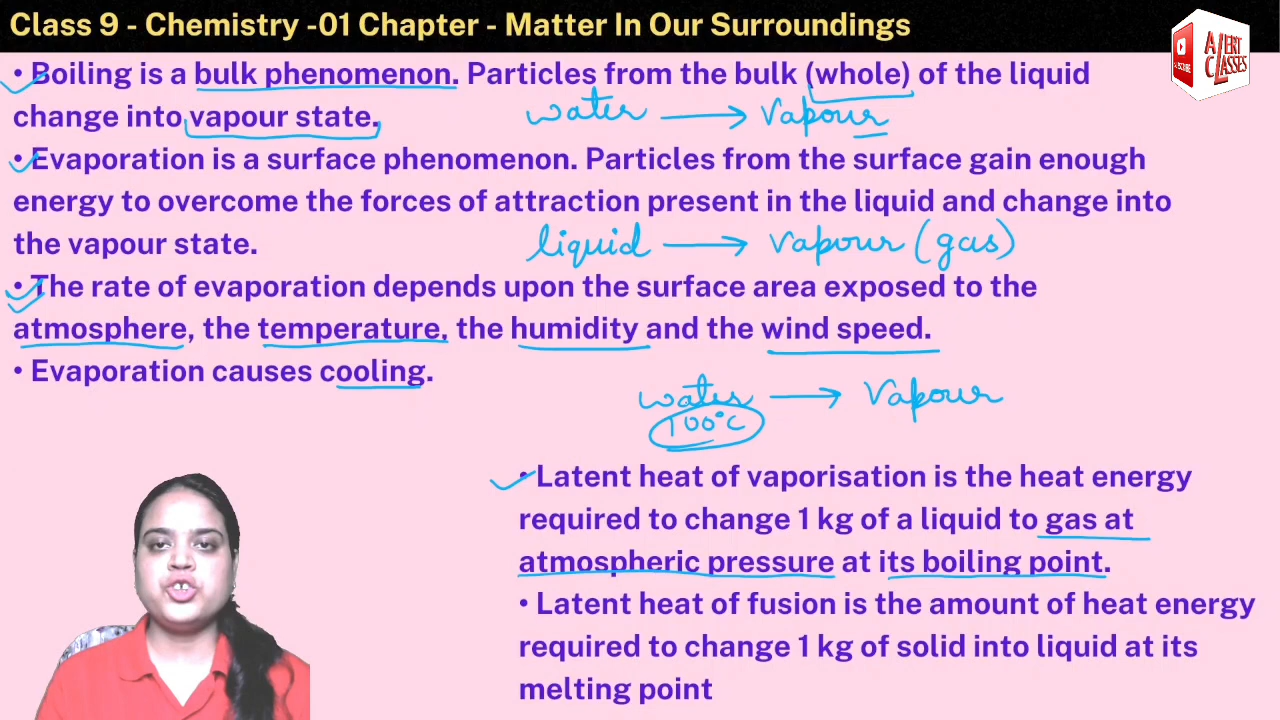 Class 9 - Chemistry -01 Chapter - Matter In Our Surroundings
ALERT
CLASSES
• Boiling is a bulk phenomenon. Particles from the bulk (whole) of the liquid
change into vapour state.
water → vapour
• Evaporation is a surface phenomenon. Particles from the surface gain enough
energy to overcome the forces of attraction present in the liquid and change into
the vapour state.
liquid → vapour (gas)
• The rate of evaporation depends upon the surface area exposed to the
atmosphere, the temperature, the humidity and the wind speed.
• Evaporation causes cooling.
water → vapour
100°C
• Latent heat of vaporisation is the heat energy
required to change 1 kg of a liquid to gas at
atmospheric pressure at its boiling point.
• Latent heat of fusion is the amount of heat energy
required to change 1 kg of solid into liquid at its
melting point